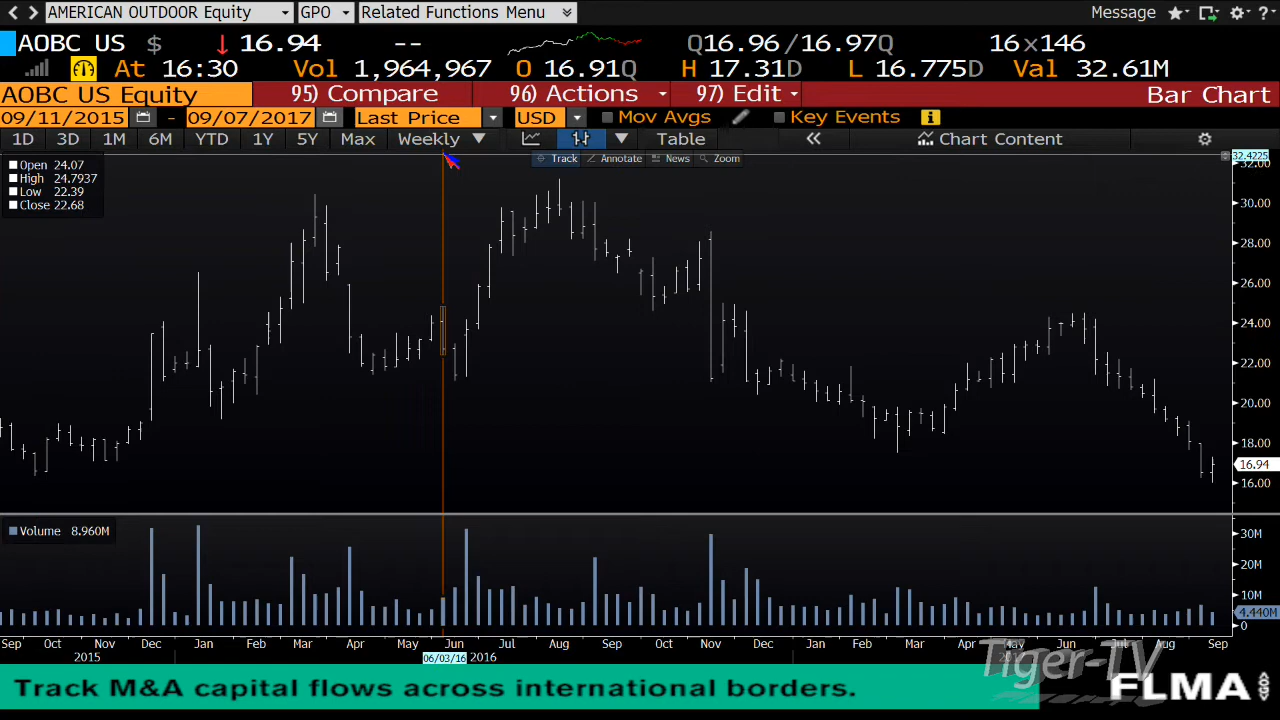 AMERICAN OUTDOOR Equity GPO Related Functions Menu Message ?
AOBC US $ ↓ 16.94 -- Q16.96 / 16.97Q 16x146
At 16:30 Vol 1,964,967 O 16.91Q H 17.31D L 16.775D Val 32.61M
AOBC US Equity 95) Compare 96) Actions 97) Edit Bar Chart
09/11/2015 - 09/07/2017 Last Price USD Mov Avgs Key Events i
1D 3D 1M 6M YTD 1Y 5Y Max Weekly ▼ ▼ Table « Chart Content
Track Annotate News Zoom
Open 24.07
High 24.7937
Low 22.39
Close 22.68
32.4225
32.00
30.00
28.00
26.00
24.00
22.00
20.00
18.00
16.94
16.00
Volume 8.960M
30M
20M
10M
4.440M
0
Sep Oct Nov Dec Jan Feb Mar Apr May Jun Jul Aug Sep Oct Nov Dec Jan Feb Mar Apr May Jun Jul Aug Sep
2015 06/03/16 2016
Tiger-TV
Track M&A capital flows across international borders.
FLMA GO